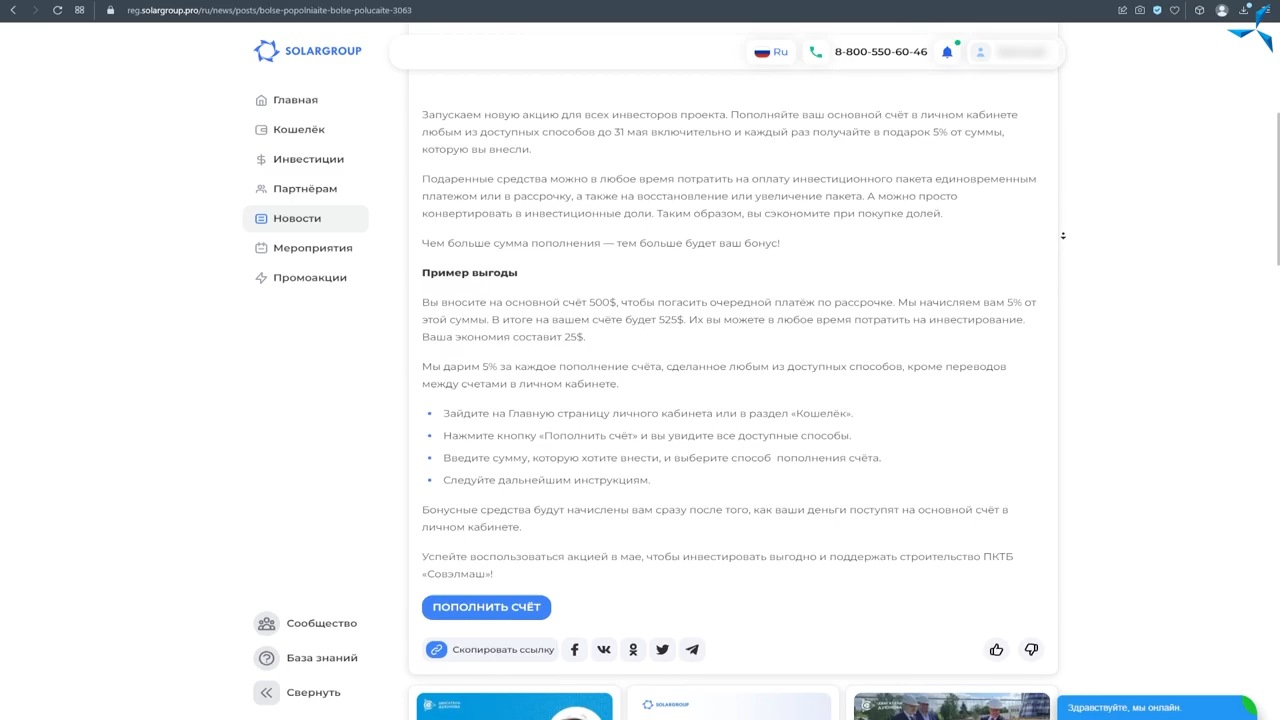 reg.solargroup.pro/ru/news/posts/bolse-popolniaite-bolse-polucaite-3063
SOLARGROUP
Ru
8-800-550-60-46
Главная
Кошелёк
Инвестиции
Партнёрам
Новости
Мероприятия
Промоакции
Запускаем новую акцию для всех инвесторов проекта. Пополняйте ваш основной счёт в личном кабинете
любым из доступных способов до 31 мая включительно и каждый раз получайте в подарок 5% от суммы,
которую вы внесли.
Подаренные средства можно в любое время потратить на оплату инвестиционного пакета единовременным
платежом или в рассрочку, а также на восстановление или увеличение пакета. А можно просто
конвертировать в инвестиционные доли. Таким образом, вы сэкономите при покупке долей.
Чем больше сумма пополнения — тем больше будет ваш бонус!
Пример выгоды
Вы вносите на основной счёт 500$, чтобы погасить очередной платёж по рассрочке. Мы начисляем вам 5% от
этой суммы. В итоге на вашем счёте будет 525$. Их вы можете в любое время потратить на инвестирование.
Ваша экономия составит 25$.
Мы дарим 5% за каждое пополнение счёта, сделанное любым из доступных способов, кроме переводов
между счетами в личном кабинете.
Зайдите на Главную страницу личного кабинета или в раздел «Кошелёк».
Нажмите кнопку «Пополнить счёт» и вы увидите все доступные способы.
Введите сумму, которую хотите внести, и выберите способ пополнения счёта.
Следуйте дальнейшим инструкциям.
Бонусные средства будут начислены вам сразу после того, как ваши деньги поступят на основной счёт в
личном кабинете.
Успейте воспользоваться акцией в мае, чтобы инвестировать выгодно и поддержать строительство ПКТБ
«Совэлмаш»!
ПОПОЛНИТЬ СЧЁТ
Скопировать ссылку
Сообщество
База знаний
Свернуть
SOLARGROUP
Здравствуйте, мы онлайн.